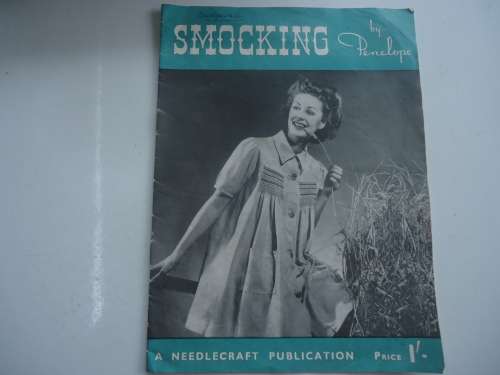 SMOCKING
by
Penelope
A NEEDLECRAFT PUBLICATION PRICE 1/-